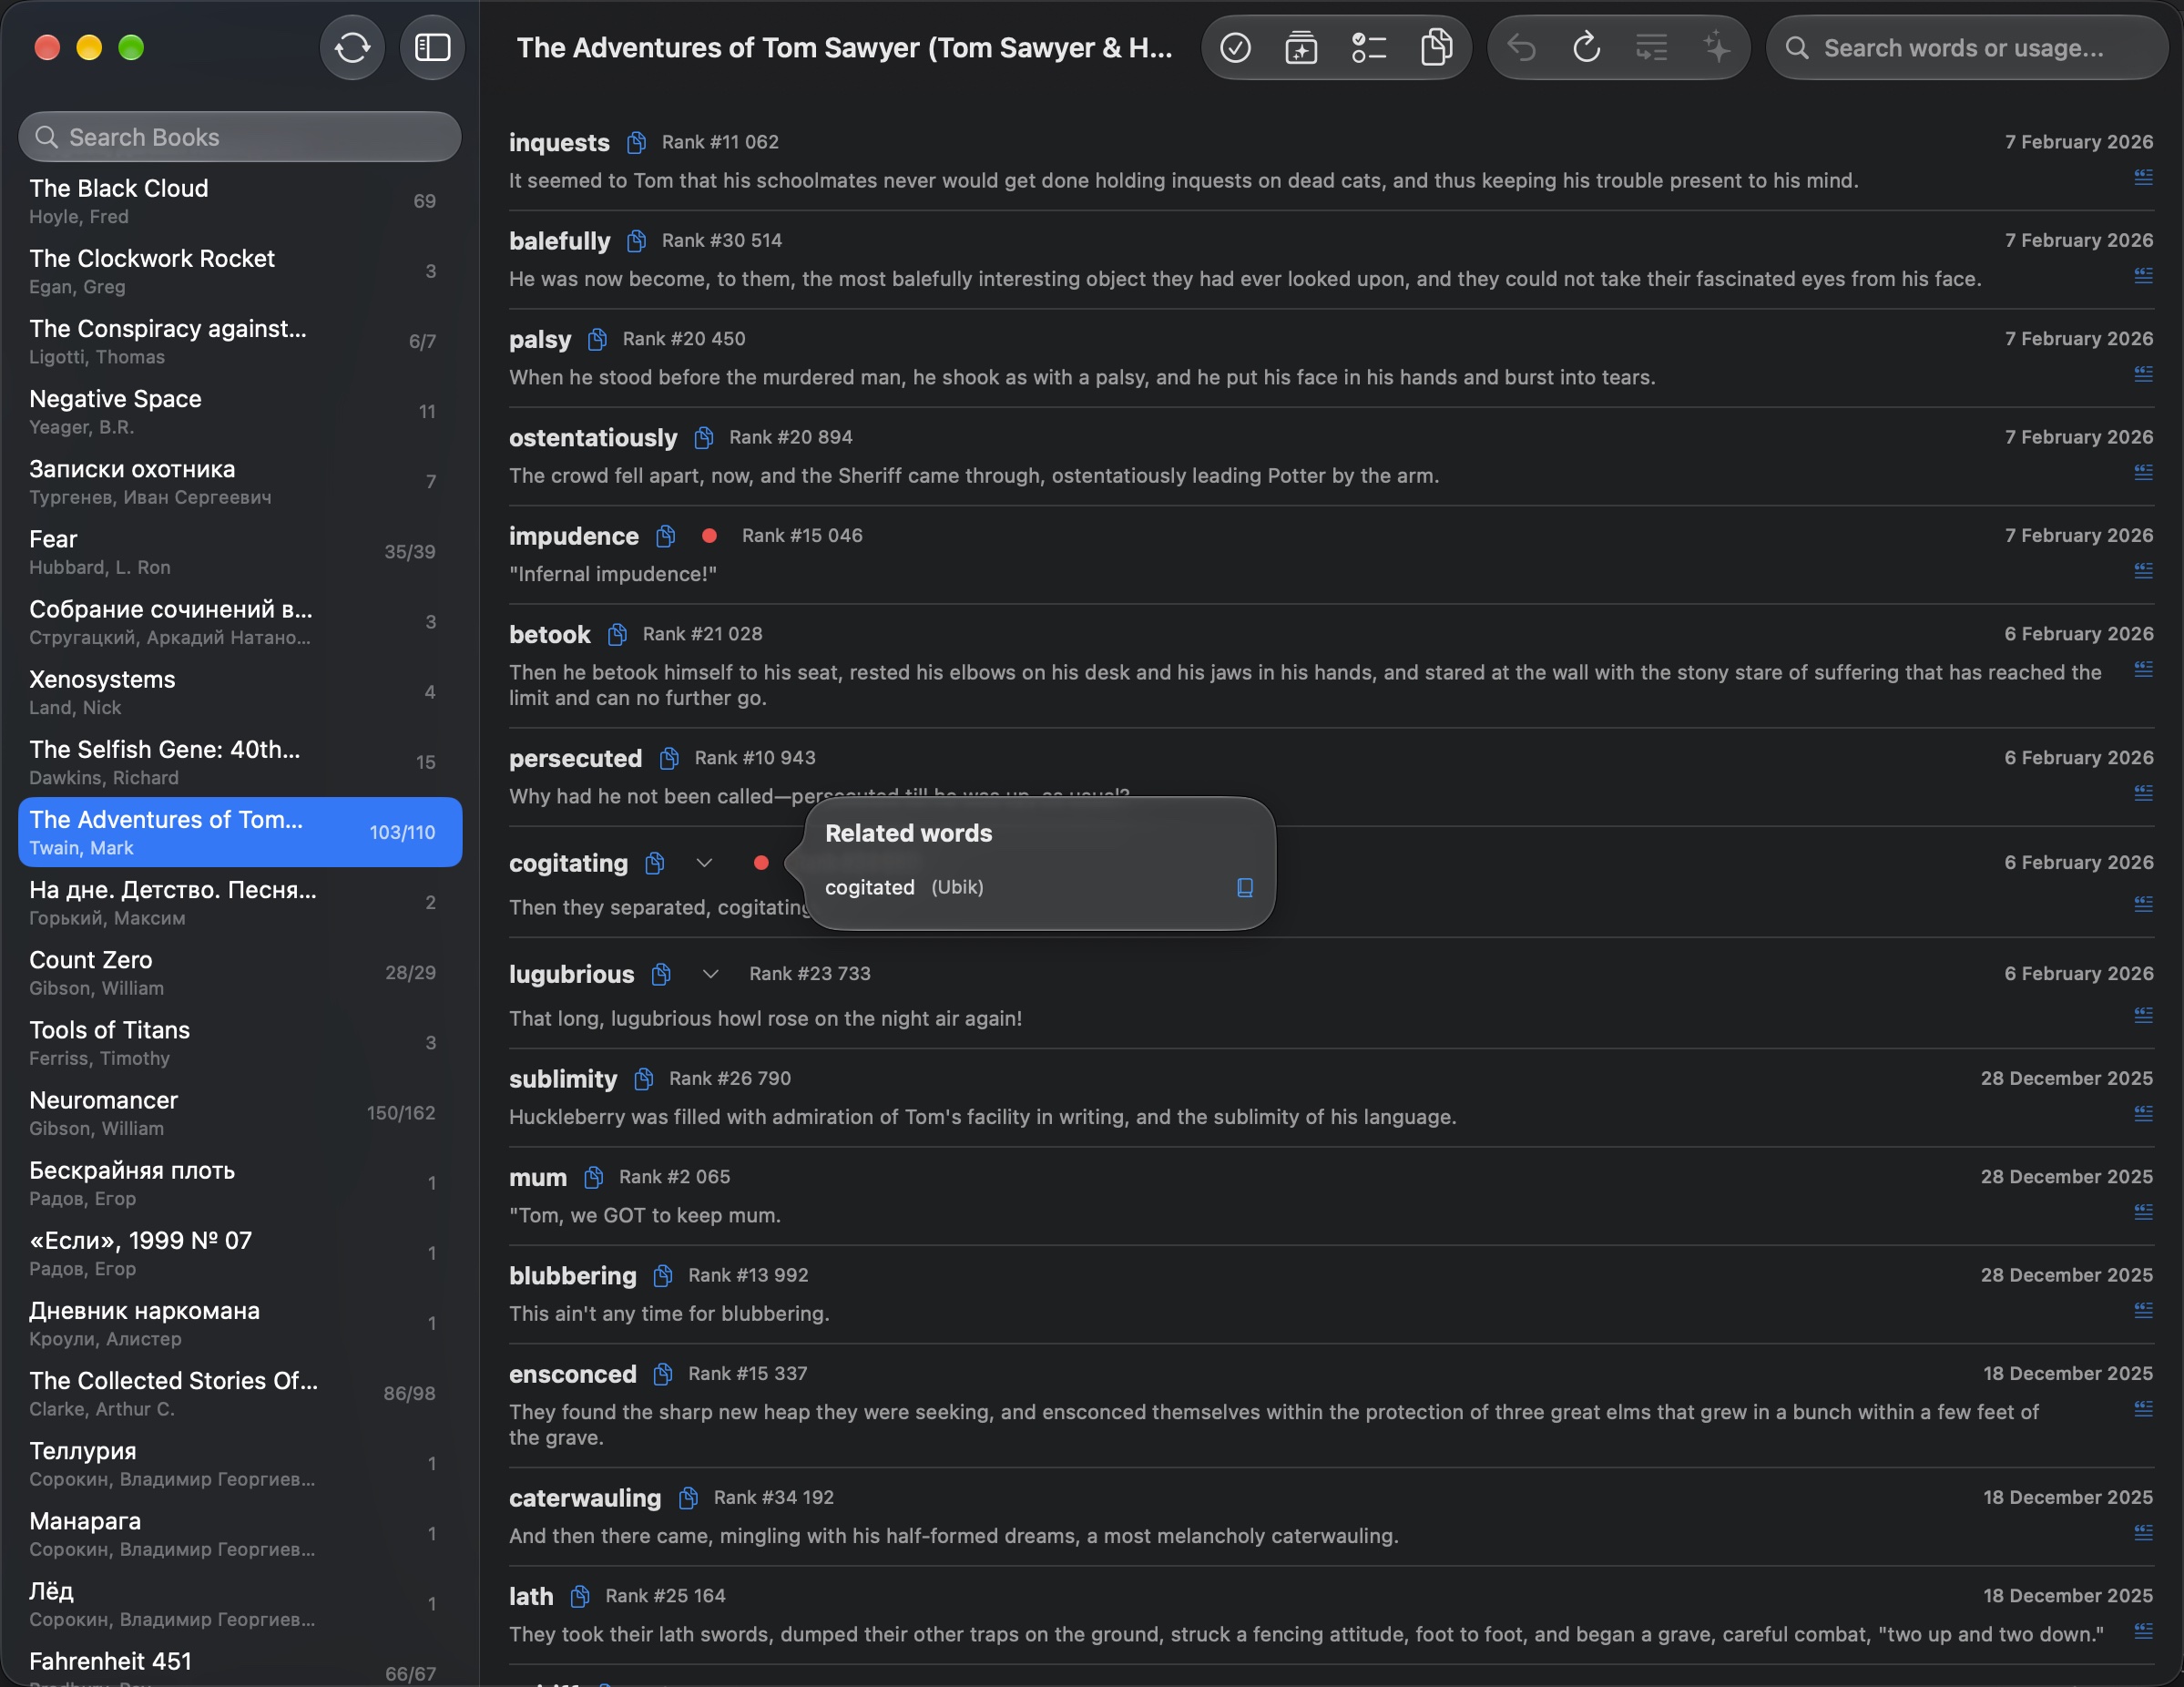 The Adventures of Tom Sawyer (Tom Sawyer & H...
Search words or usage...
Search Books
The Black Cloud
Hoyle, Fred
69
The Clockwork Rocket
Egan, Greg
3
The Conspiracy against...
Ligotti, Thomas
6/7
Negative Space
Yeager, B.R.
11
Записки охотника
Тургенев, Иван Сергеевич
7
Fear
Hubbard, L. Ron
35/39
Собрание сочинений в...
Стругацкий, Аркадий Натано...
3
Xenosystems
Land, Nick
4
The Selfish Gene: 40th...
Dawkins, Richard
15
The Adventures of Tom...
Twain, Mark
103/110
На дне. Детство. Песня...
Горький, Максим
2
Count Zero
Gibson, William
28/29
Tools of Titans
Ferriss, Timothy
3
Neuromancer
Gibson, William
150/162
Бескрайняя плоть
Радов, Егор
1
«Если», 1999 № 07
Радов, Егор
1
Дневник наркомана
Кроули, Алистер
1
The Collected Stories Of...
Clarke, Arthur C.
86/98
Теллурия
Сорокин, Владимир Георгиев...
1
Манарага
Сорокин, Владимир Георгиев...
1
Лёд
Сорокин, Владимир Георгиев...
1
Fahrenheit 451
66/67
inquests Rank #11 062 7 February 2026
It seemed to Tom that his schoolmates never would get done holding inquests on dead cats, and thus keeping his trouble present to his mind.
balefully Rank #30 514 7 February 2026
He was now become, to them, the most balefully interesting object they had ever looked upon, and they could not take their fascinated eyes from his face.
palsy Rank #20 450 7 February 2026
When he stood before the murdered man, he shook as with a palsy, and he put his face in his hands and burst into tears.
ostentatiously Rank #20 894 7 February 2026
The crowd fell apart, now, and the Sheriff came through, ostentatiously leading Potter by the arm.
impudence Rank #15 046 7 February 2026
"Infernal impudence!"
betook Rank #21 028 6 February 2026
Then he betook himself to his seat, rested his elbows on his desk and his jaws in his hands, and stared at the wall with the stony stare of suffering that has reached the
limit and can no further go.
persecuted Rank #10 943 6 February 2026
Why had he not been called—persecuted till he was up, as usual?
cogitating 6 February 2026
Then they separated, cogitating
Related words
cogitated (Ubik)
lugubrious Rank #23 733 6 February 2026
That long, lugubrious howl rose on the night air again!
sublimity Rank #26 790 28 December 2025
Huckleberry was filled with admiration of Tom's facility in writing, and the sublimity of his language.
mum Rank #2 065 28 December 2025
"Tom, we GOT to keep mum.
blubbering Rank #13 992 28 December 2025
This ain't any time for blubbering.
ensconced Rank #15 337 18 December 2025
They found the sharp new heap they were seeking, and ensconced themselves within the protection of three great elms that grew in a bunch within a few feet of
the grave.
caterwauling Rank #34 192 18 December 2025
And then there came, mingling with his half-formed dreams, a most melancholy caterwauling.
lath Rank #25 164 18 December 2025
They took their lath swords, dumped their other traps on the ground, struck a fencing attitude, foot to foot, and began a grave, careful combat, "two up and two down."